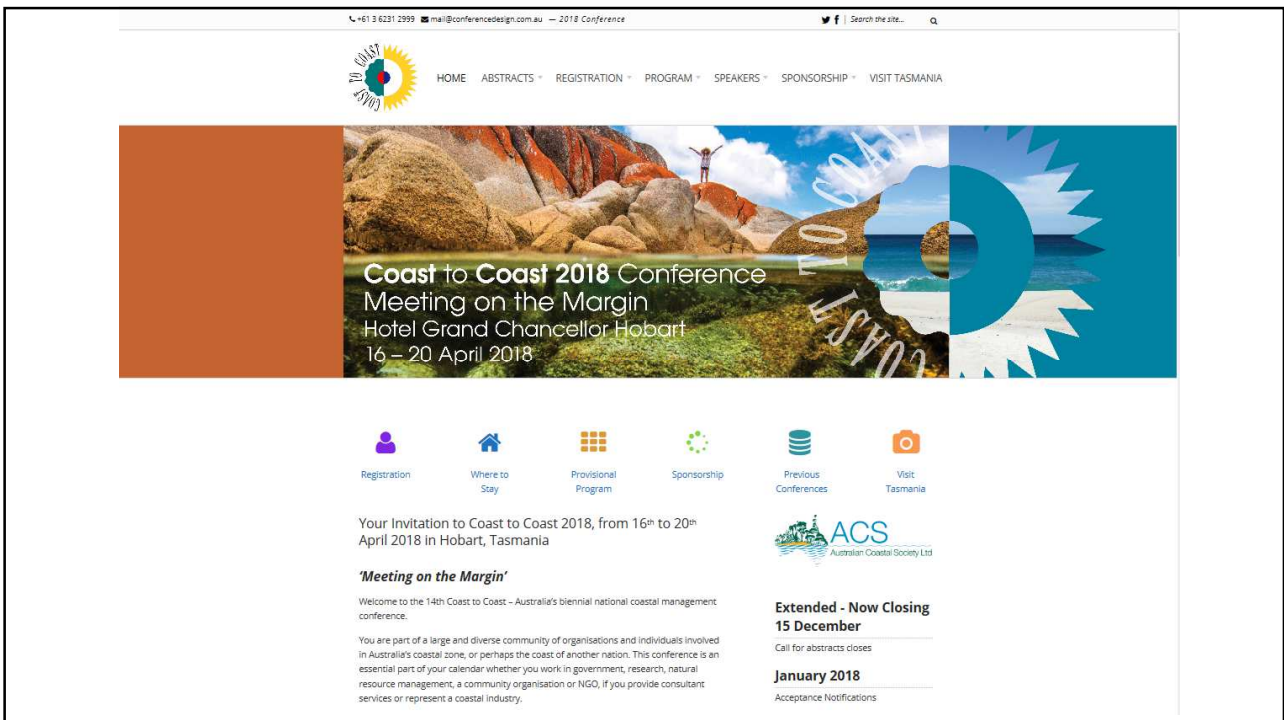 +61 3 6231 2999 mail@conferencedesign.com.au — 2018 Conference
Search the site...
COAST TO COAST
HOME ABSTRACTS REGISTRATION PROGRAM SPEAKERS SPONSORSHIP VISIT TASMANIA
COAST TO COAST
Coast to Coast 2018 Conference
Meeting on the Margin
Hotel Grand Chancellor Hobart
16 – 20 April 2018
Registration
Where to
Stay
Provisional
Program
Sponsorship
Previous
Conferences
Visit
Tasmania
Your Invitation to Coast to Coast 2018, from 16th to 20th
April 2018 in Hobart, Tasmania
'Meeting on the Margin'
Welcome to the 14th Coast to Coast – Australia's biennial national coastal management
conference.
You are part of a large and diverse community of organisations and individuals involved
in Australia's coastal zone, or perhaps the coast of another nation. This conference is an
essential part of your calendar whether you work in government, research, natural
resource management, a community organisation or NGO, if you provide consultant
services or represent a coastal industry.
ACS
Australian Coastal Society Ltd
Extended - Now Closing
15 December
Call for abstracts closes
January 2018
Acceptance Notifications